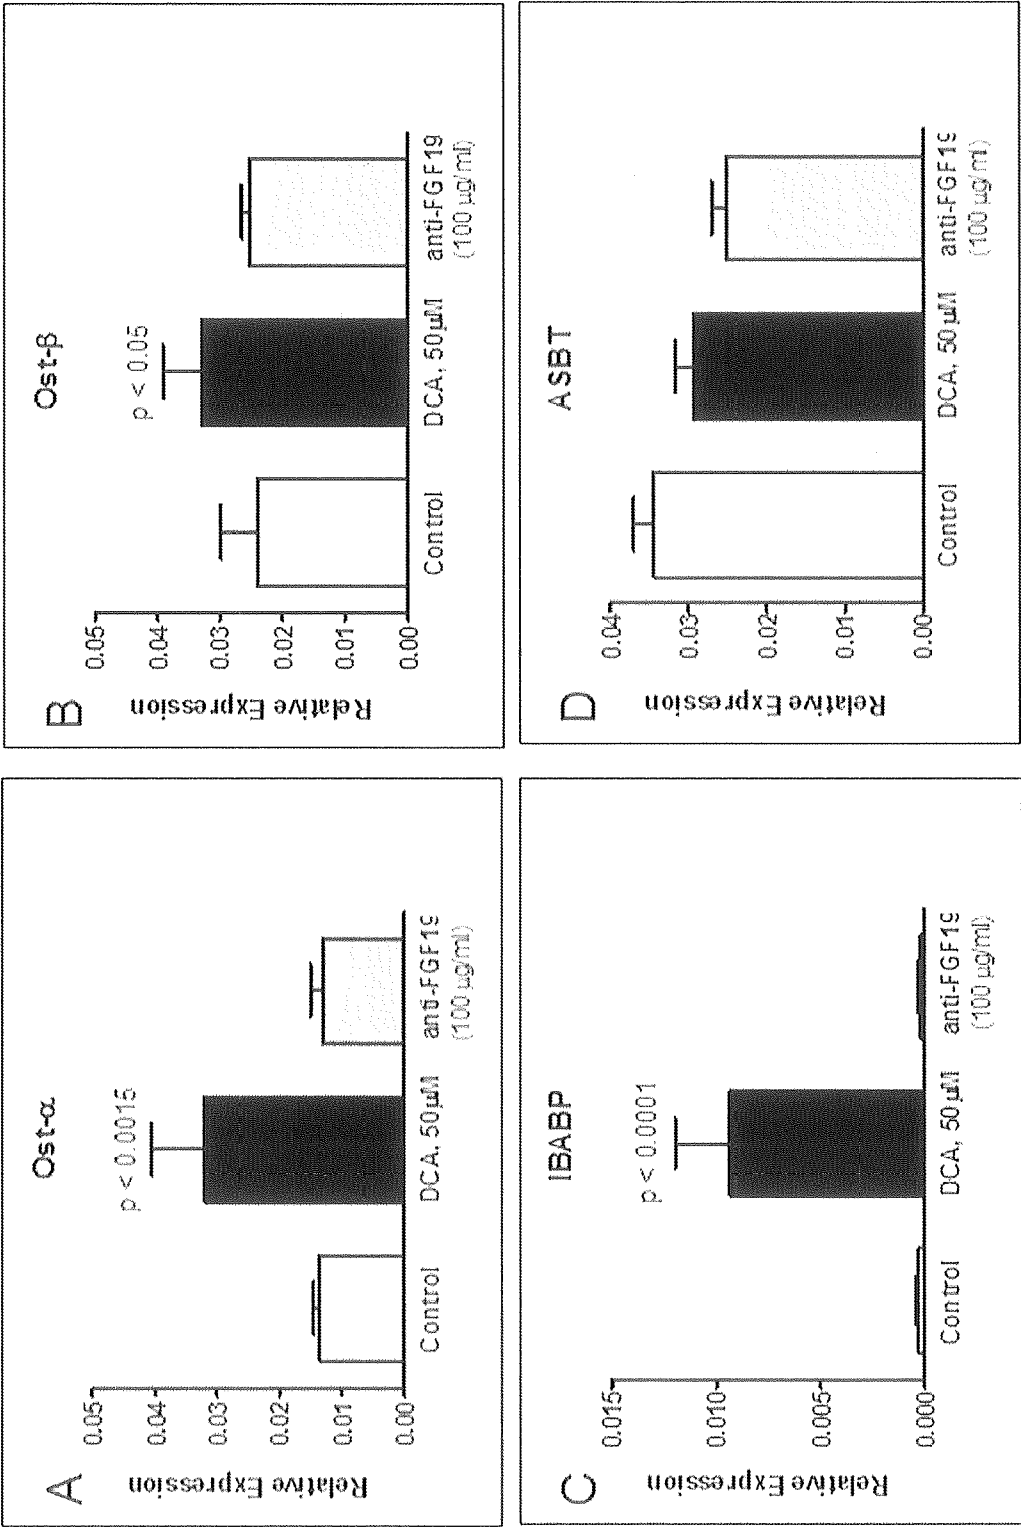 A
Ost-α
p < 0.0015
Relative Expression
0.05
0.04
0.03
0.02
0.01
0.00
Control
DCA, 50µM
anti-FGF19
(100 µg/ml)
B
Ost-β
p < 0.05
Relative Expression
0.05
0.04
0.03
0.02
0.01
0.00
Control
DCA, 50µM
anti-FGF19
(100 µg/ml)
C
IBABP
p < 0.0001
Relative Expression
0.015
0.010
0.005
0.000
Control
DCA, 50 µM
anti-FGF19
(100 µg/ml)
D
ASBT
Relative Expression
0.04
0.03
0.02
0.01
0.00
Control
DCA, 50 µM
anti-FGF19
(100 µg/ml)